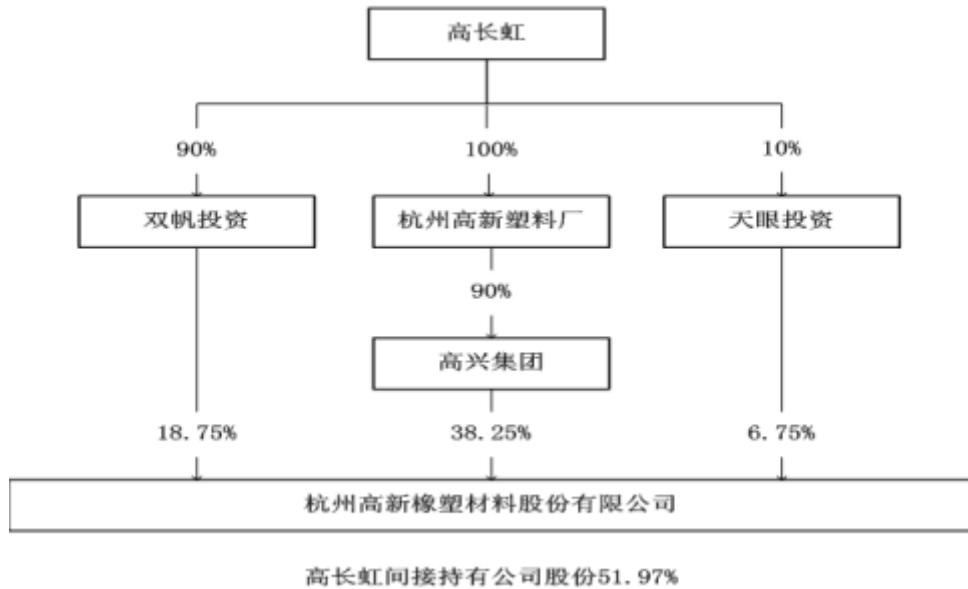 高长虹
90% 100% 10%
双帆投资 杭州高新塑料厂 天眼投资
90%
高兴集团
18.75% 38.25% 6.75%
杭州高新橡塑材料股份有限公司
高长虹间接持有公司股份51.97%